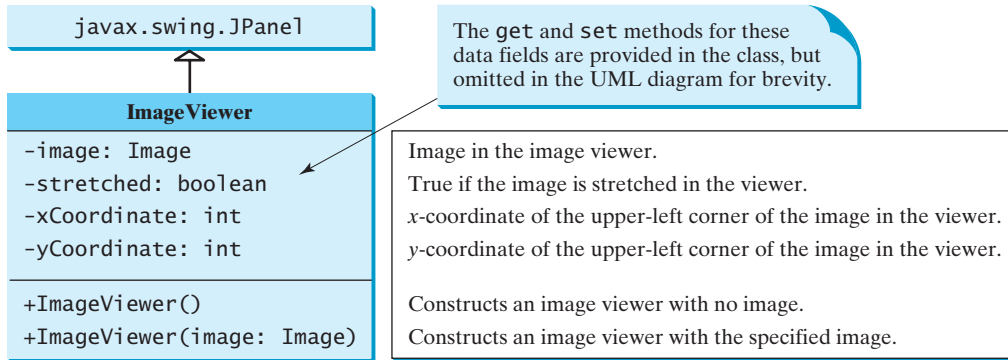 javax.swing.JPanel
The get and set methods for these
data fields are provided in the class, but
omitted in the UML diagram for brevity.
ImageViewer
-image: Image
Image in the image viewer.
-stretched: boolean
True if the image is stretched in the viewer.
-xCoordinate: int
x-coordinate of the upper-left corner of the image in the viewer.
-yCoordinate: int
y-coordinate of the upper-left corner of the image in the viewer.
+ImageViewer()
Constructs an image viewer with no image.
+ImageViewer(image: Image)
Constructs an image viewer with the specified image.